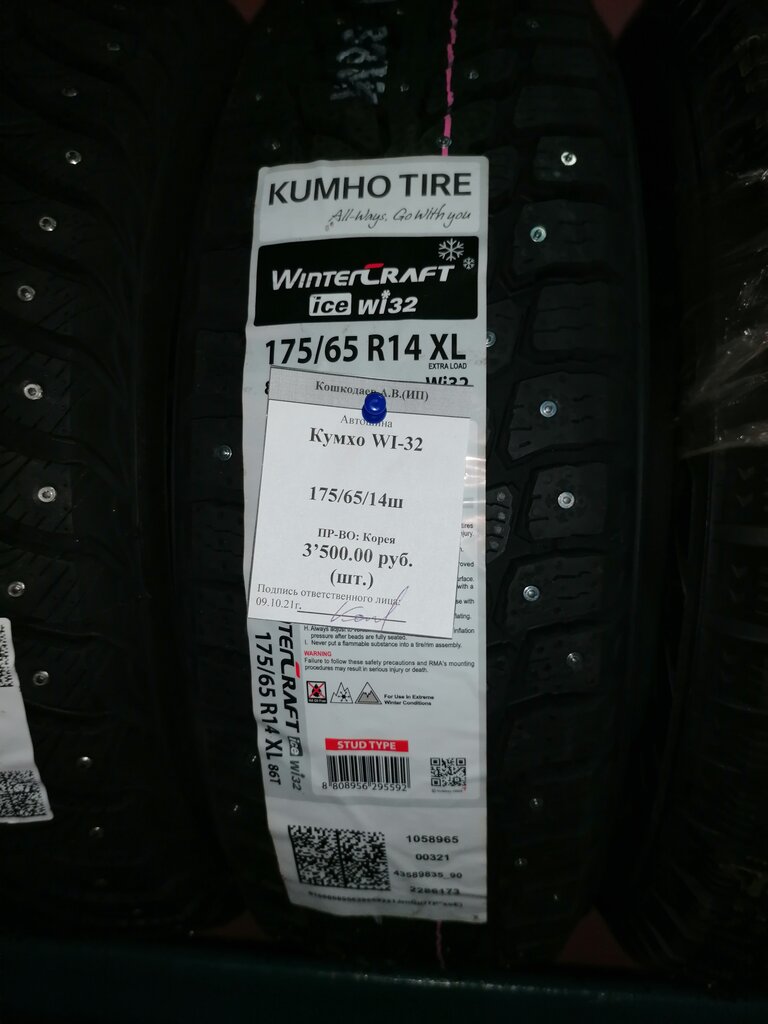 KUMHO TIRE
All-Ways, Go With you
WINTERCRAFT
ice wi32
175/65 R14 XL
EXTRA LOAD
Wi32
Кошкодаев А.В.(ИП)
Автошина
Кумхо WI-32
175/65/14ш
ПР-ВО: Корея
3'500.00 руб.
(шт.)
Подпись ответственного лица:
09.10.21г.
inflation
pressure after beads are fully seated.
I. Never put a flammable substance into a tire/rim assembly.
WARNING
Failure to follow these safety precautions and RMA's mounting
procedures may result in serious injury or death.
For Use in Extreme
Winter Conditions
STUD TYPE
8 808956 295592
TERCRAFT ice wi32
175/65 R14 XL 86T
1058965
00321
43589835_90
2286173